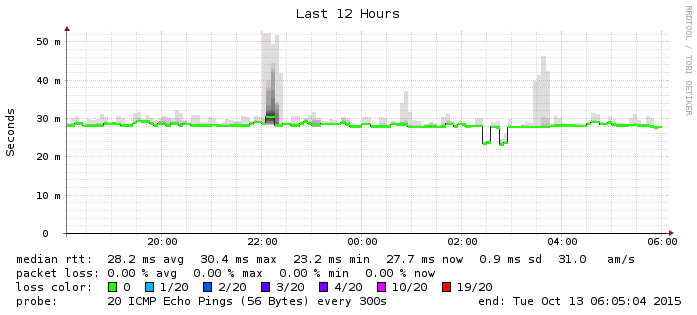 Last 12 Hours
RRDTOOL / TOBI OETIKER
Seconds
50 m
40 m
30 m
20 m
10 m
0
20:00 22:00 00:00 02:00 04:00 06:00
median rtt: 28.2 ms avg 30.4 ms max 23.2 ms min 27.7 ms now 0.9 ms sd 31.0 am/s
packet loss: 0.00 % avg 0.00 % max 0.00 % min 0.00 % now
loss color: 0 1/20 2/20 3/20 4/20 10/20 19/20
probe: 20 ICMP Echo Pings (56 Bytes) every 300s end: Tue Oct 13 06:05:04 2015